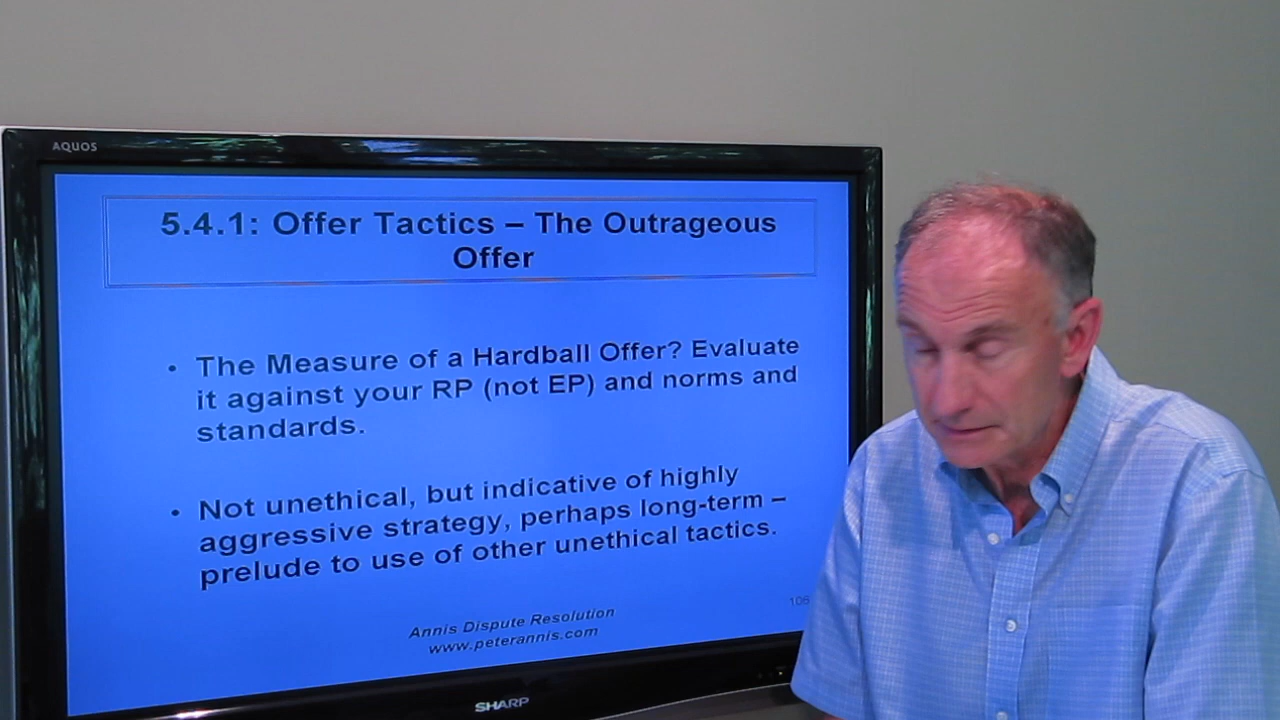 AQUOS
5.4.1: Offer Tactics – The Outrageous
Offer
• The Measure of a Hardball Offer? Evaluate
it against your RP (not EP) and norms and
standards.
• Not unethical, but indicative of highly
aggressive strategy, perhaps long-term –
prelude to use of other unethical tactics.
106
Annis Dispute Resolution
www.peterannis.com
SHARP